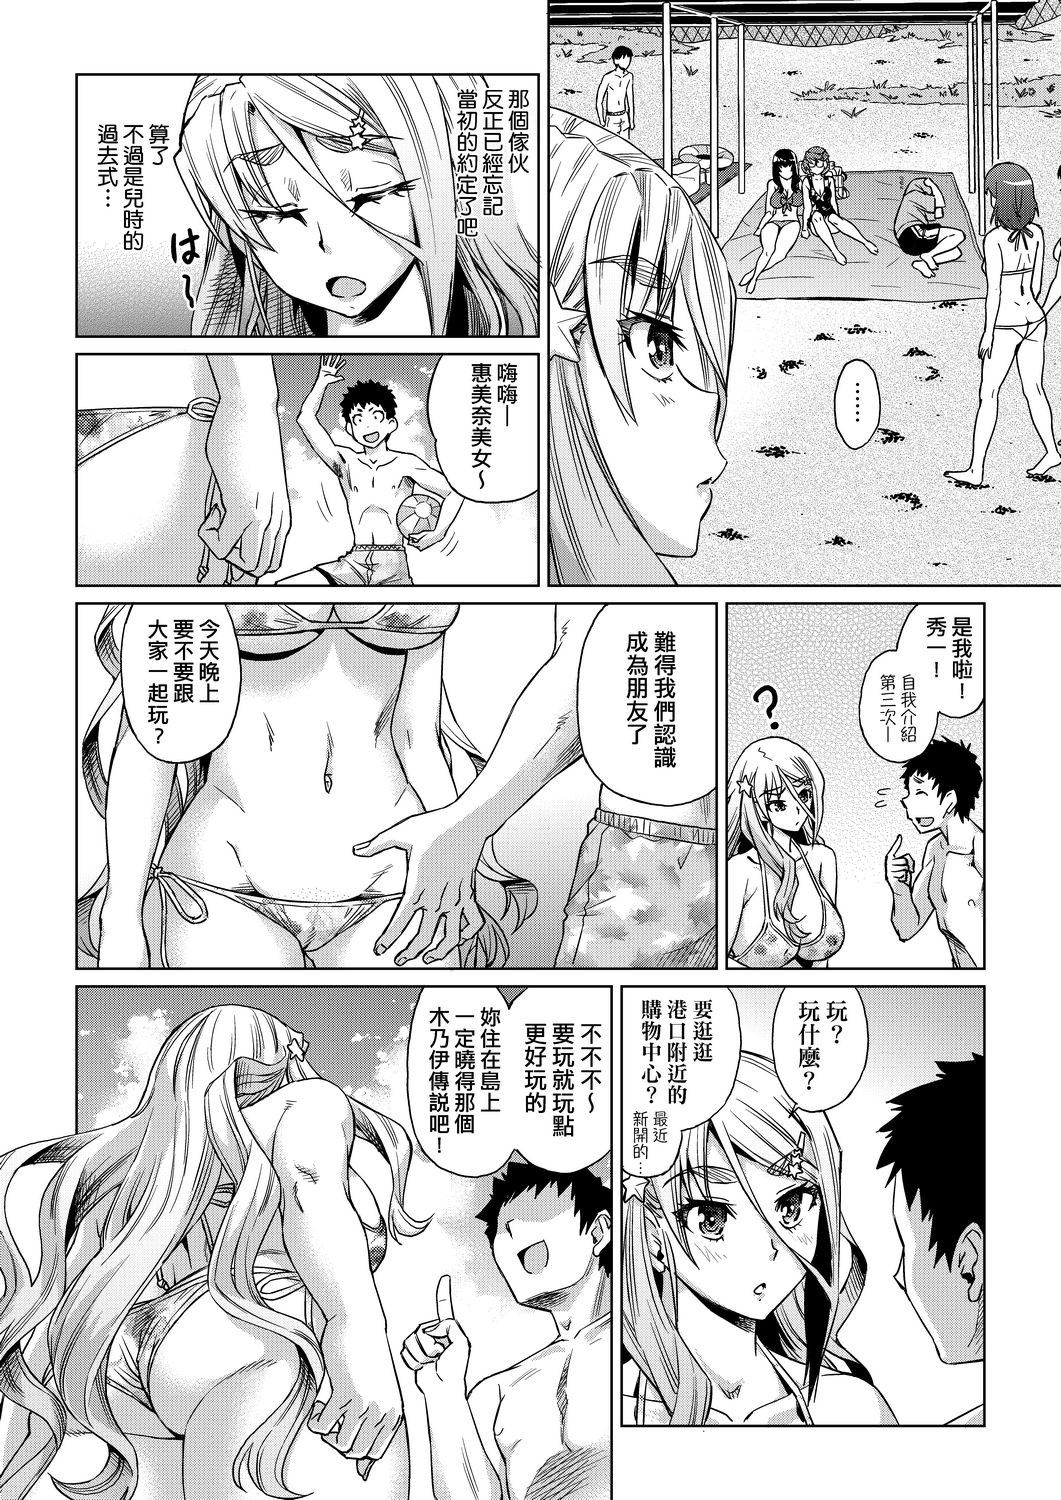 ……
那個傢伙
反正已經忘記
當初的約定了吧
算了
不過是兒時的
過去式…
は〜
嗨嗨—
惠美奈美女〜
是我啦！
秀一！
自我介紹
第三次—
?
難得我們認識
成為朋友了
今天晚上
要不要跟
大家一起玩？
玩？
玩什麼？
要逛逛
港口附近的
購物中心？
最近
新開的…
不不不〜
要玩就玩點
更好玩的
妳住在島上
一定曉得那個
木乃伊傳說吧！